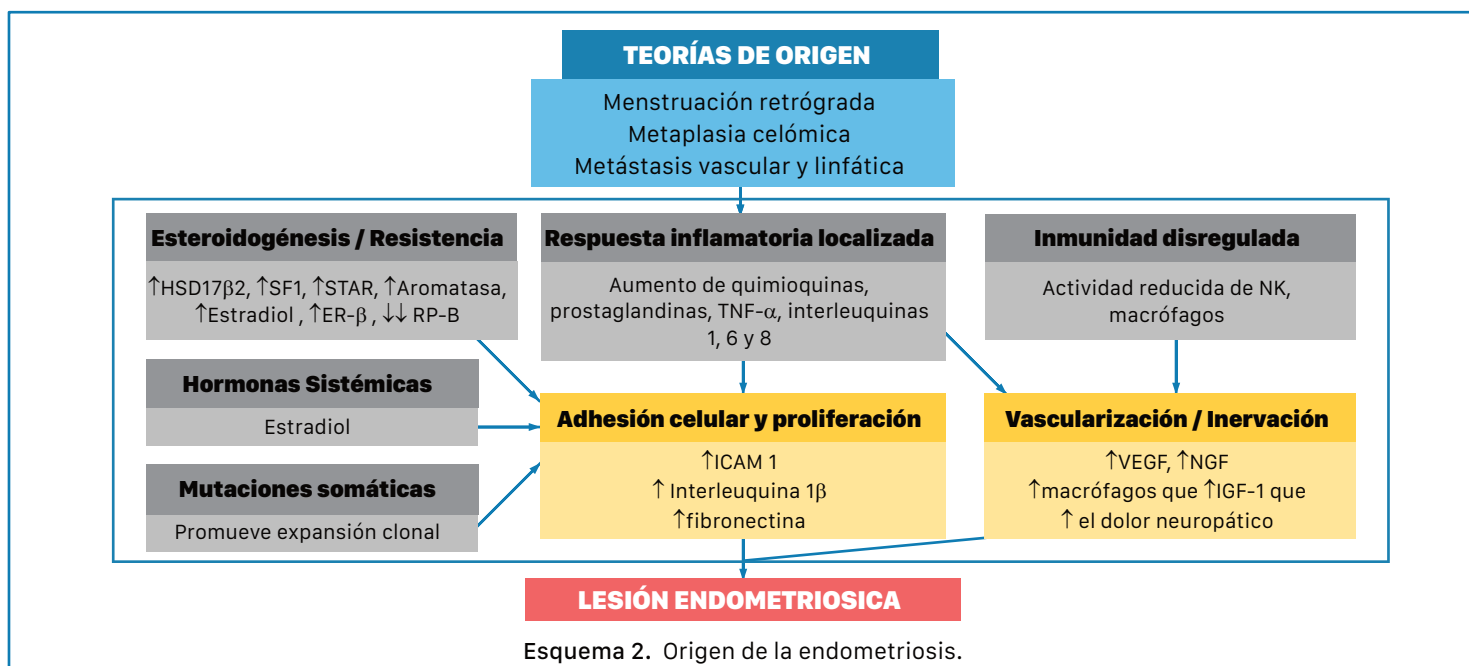 TEORÍAS DE ORIGEN
Menstruación retrógrada
Metaplasia celómica
Metástasis vascular y linfática
Esteroidogénesis / Resistencia
↑HSD17β2, ↑SF1, ↑STAR, ↑Aromatasa,
↑Estradiol , ↑ER-β , ↓↓ RP-B
Respuesta inflamatoria localizada
Aumento de quimioquinas,
prostaglandinas, TNF-α, interleuquinas
1, 6 y 8
Inmunidad disregulada
Actividad reducida de NK,
macrófagos
Hormonas Sistémicas
Estradiol
Mutaciones somáticas
Promueve expansión clonal
Adhesión celular y proliferación
↑ICAM 1
↑ Interleuquina 1β
↑fibronectina
Vascularización / Inervación
↑VEGF, ↑NGF
↑macrófagos que ↑IGF-1 que
↑ el dolor neuropático
LESIÓN ENDOMETRIOSICA
Esquema 2. Origen de la endometriosis.